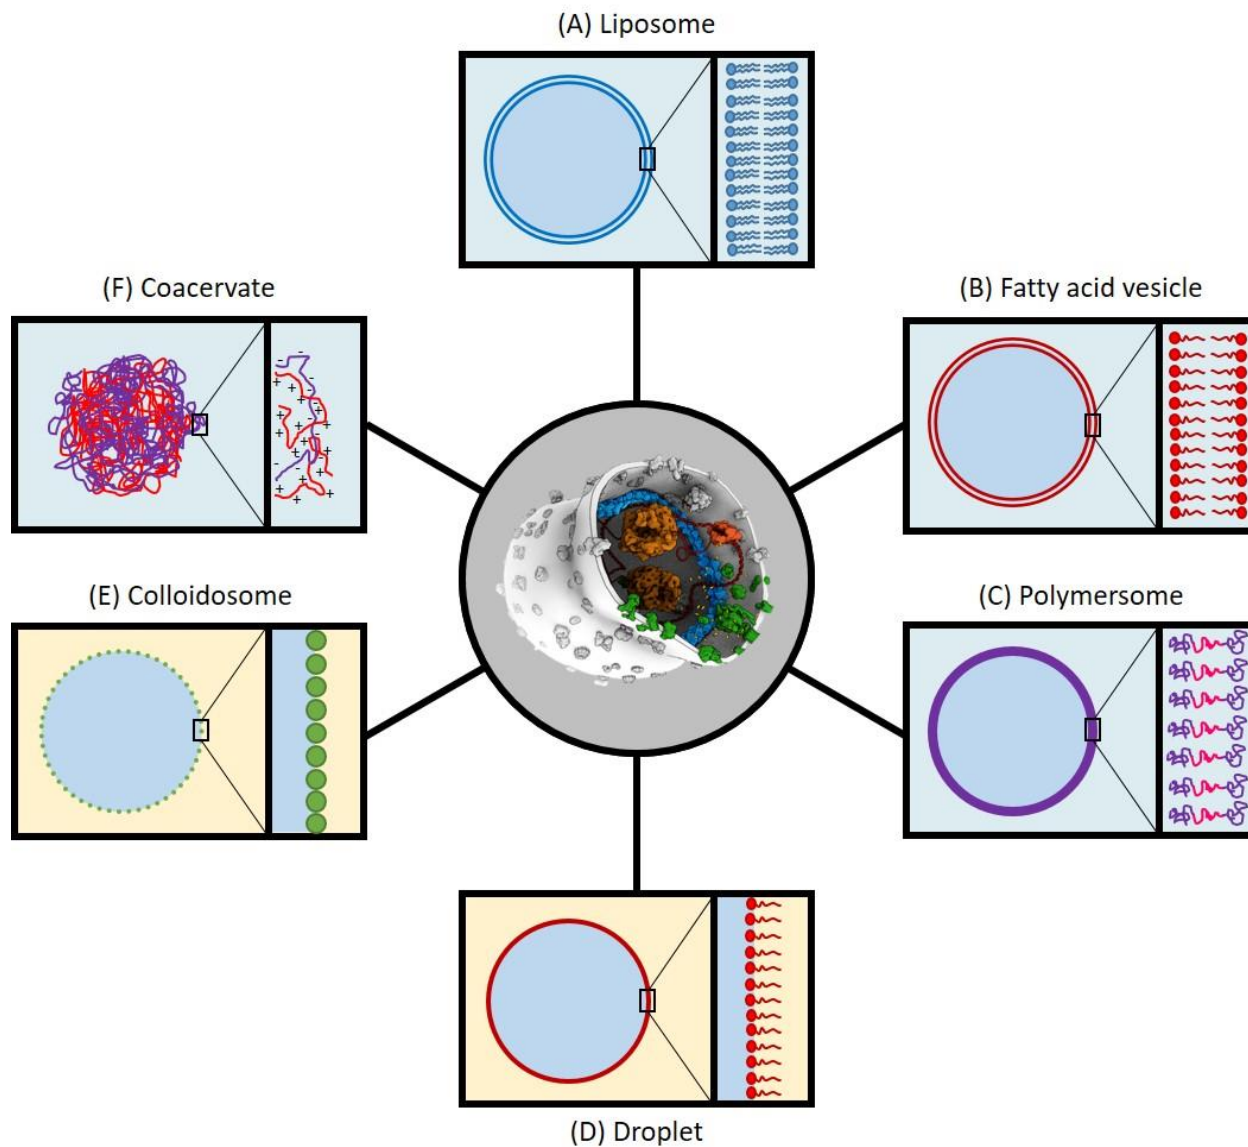 (A) Liposome
(F) Coacervate
(B) Fatty acid vesicle
(E) Colloidosome
(C) Polymersome
(D) Droplet